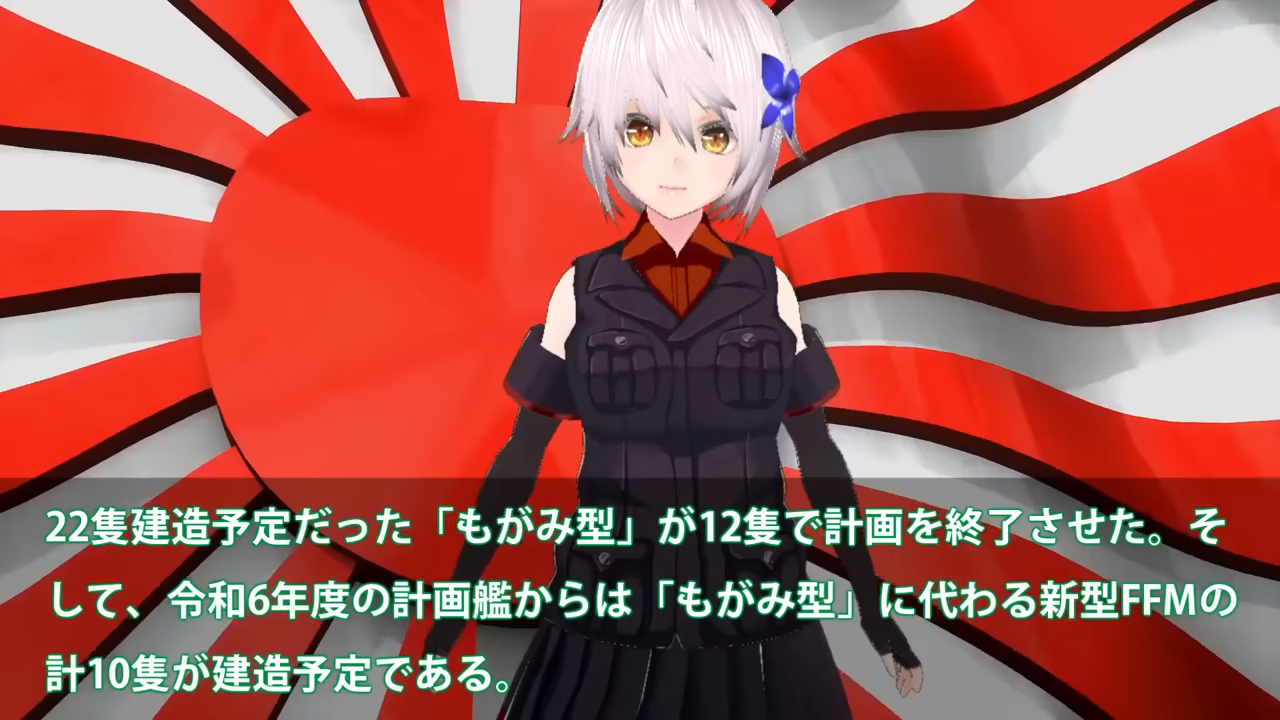 22隻建造予定だった「もがみ型」が12隻で計画を終了させた。そ
して、令和6年度の計画艦からは「もがみ型」に代わる新型FFMの
計10隻が建造予定である。